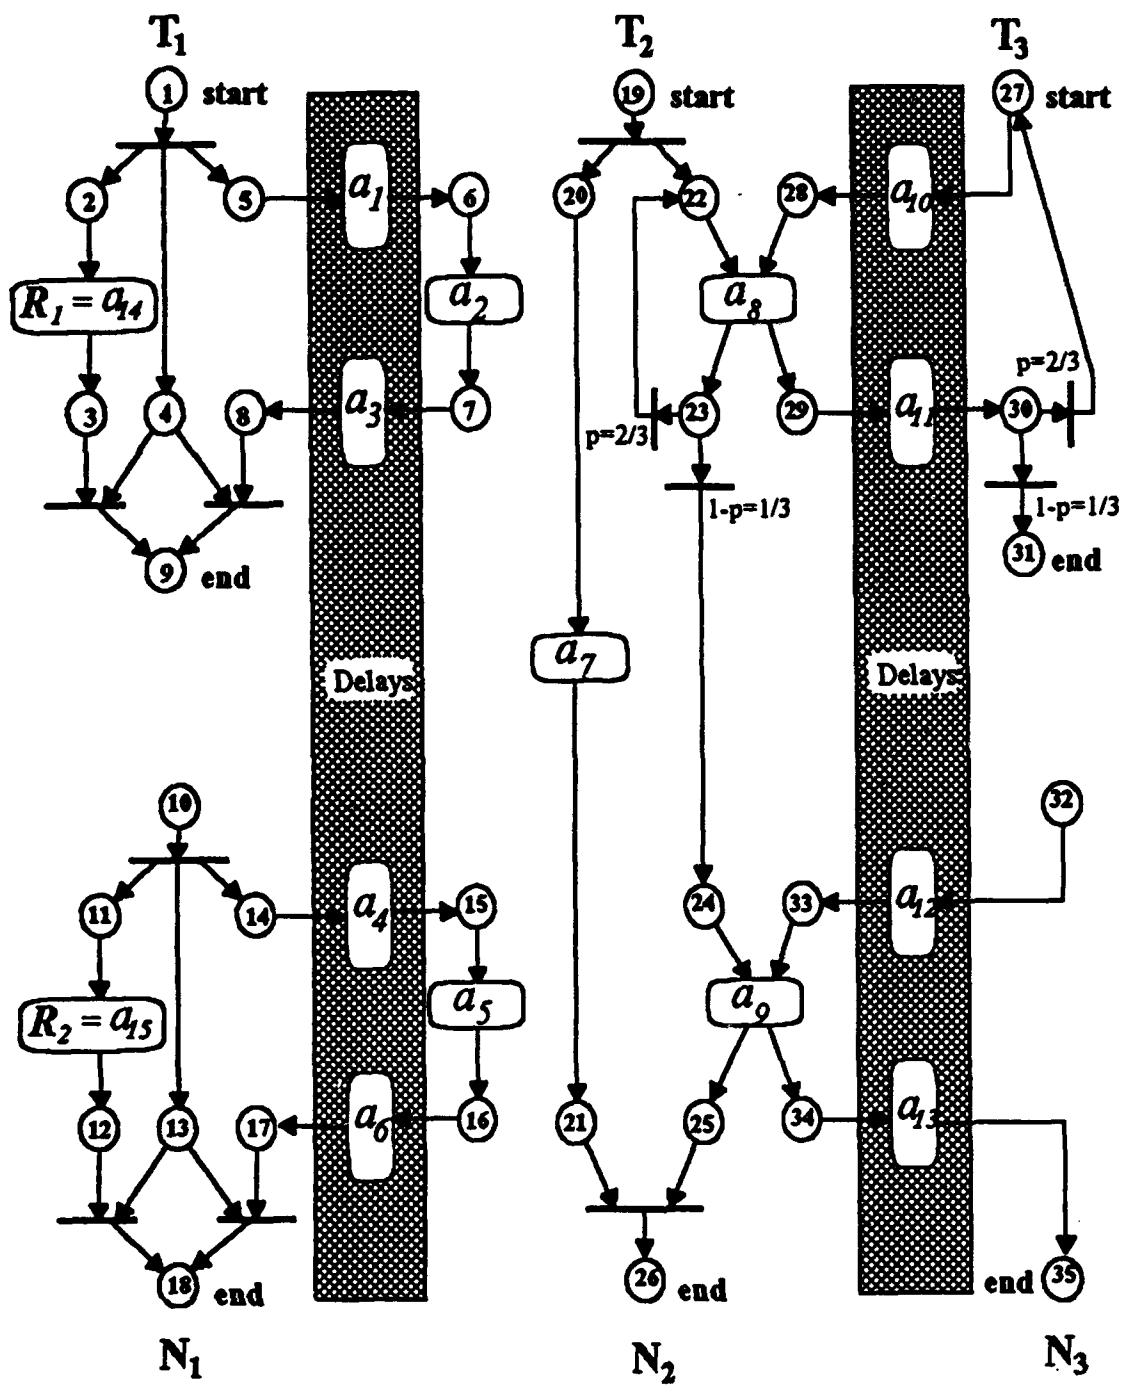 T1 T2 T3
1 start 19 start 27 start
2 5 a1 6 20 22 28 a10
R1 = a14 a2 a8
p=2/3
3 4 8 a3 7 23 29 a11 30
p=2/3
1-p=1/3 1-p=1/3
9 end 31 end
a7
Delays Delays
10 32
11 14 a4 15 24 33 a12
R2 = a15 a5 a9
12 13 17 a6 16 21 25 34 a13
18 end 26 end end 35
N1 N2 N3